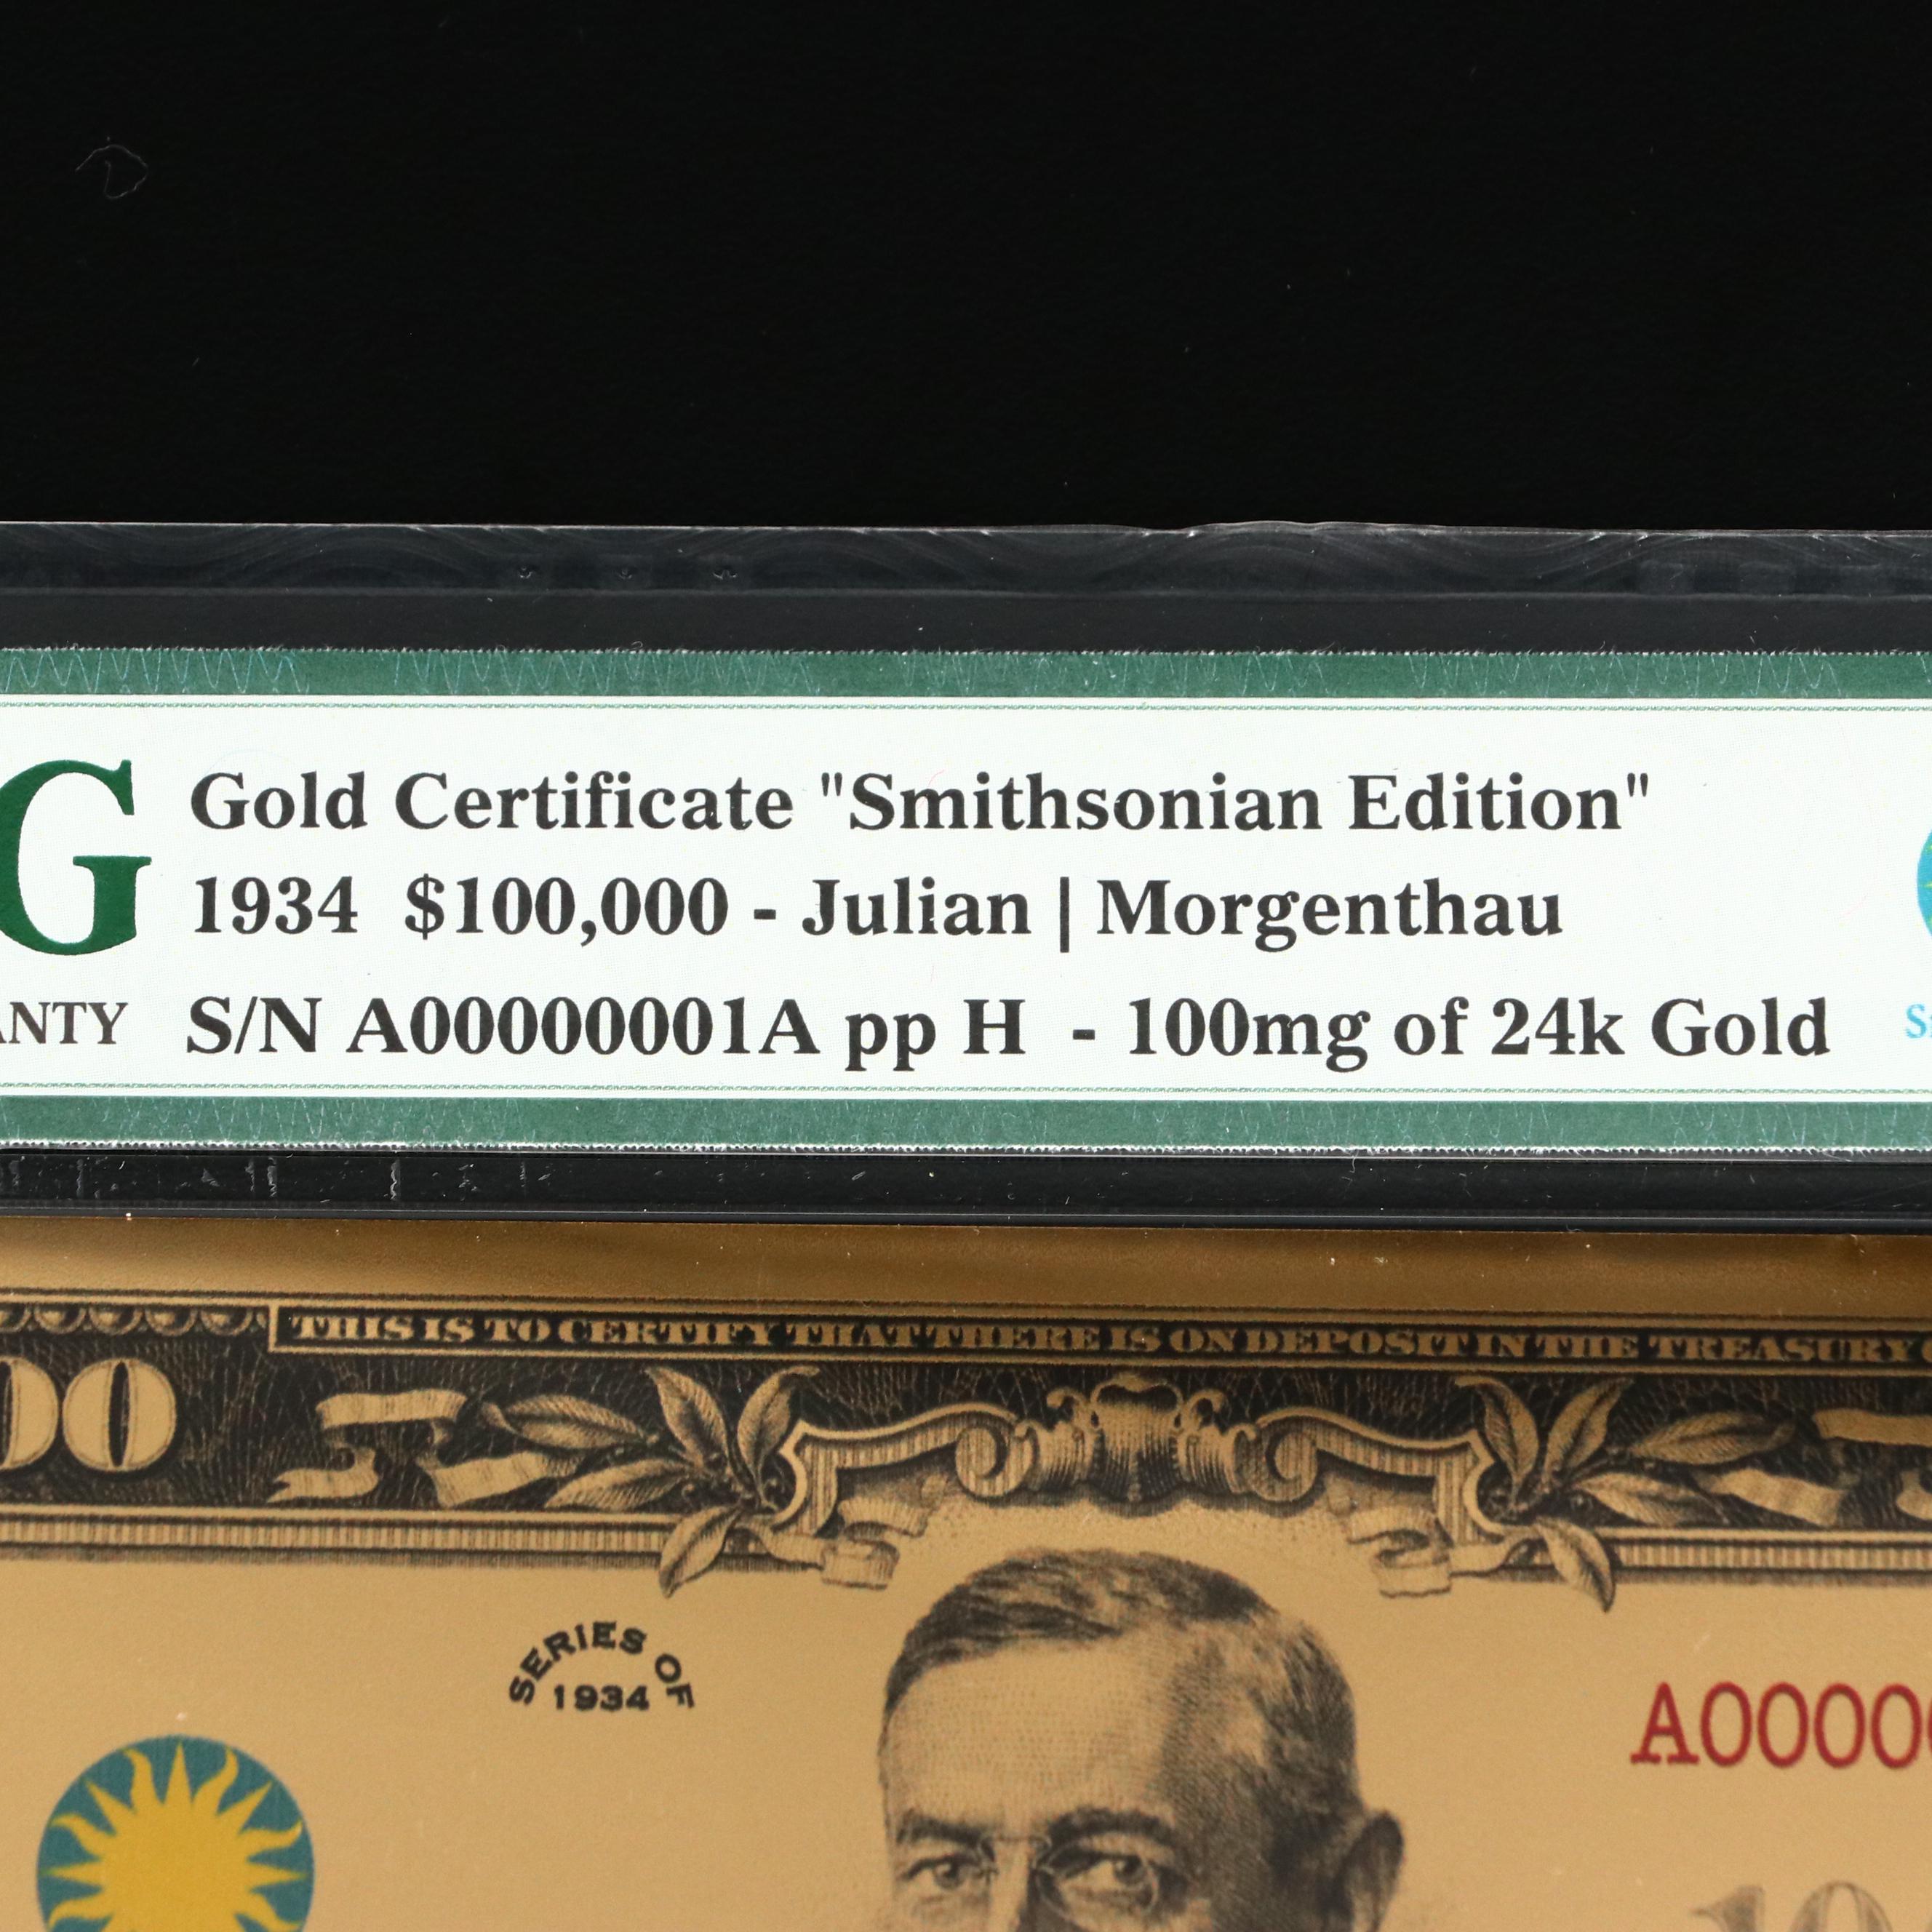 G
Gold Certificate "Smithsonian Edition"
1934 $100,000 - Julian | Morgenthau
ANTY S/N A00000001A pp H - 100mg of 24k Gold
THIS IS TO CERTIFY THAT THERE IS ON DEPOSIT IN THE TREASURY
00
SERIES OF
1934
A0000
10